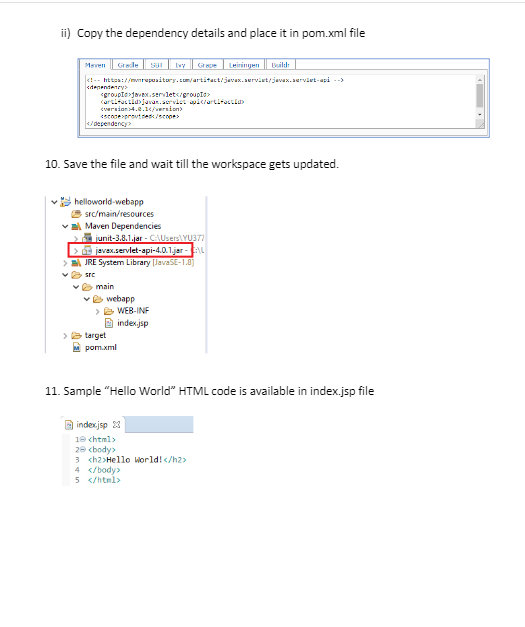 ii) Copy the dependency details and place it in pom.xml file
Maven Gradle SBT Ivy Grape Leiningen Buildr
<!-- https://mvnrepository.com/artifact/javax.servlet/javax.servlet-api -->
<dependency>
<groupId>javax.servlet</groupId>
<artifactId>javax.servlet-api</artifactId>
<version>4.0.1</version>
<scope>provided</scope>
</dependency>
10. Save the file and wait till the workspace gets updated.
helloworld-webapp
src/main/resources
Maven Dependencies
junit-3.8.1.jar - C:\Users\YU377
javax.servlet-api-4.0.1.jar - C:\U
JRE System Library [JavaSE-1.8]
src
main
webapp
WEB-INF
index.jsp
target
pom.xml
11. Sample “Hello World” HTML code is available in index.jsp file
index.jsp
1 <html>
2 <body>
3 <h2>Hello World!</h2>
4 </body>
5 </html>